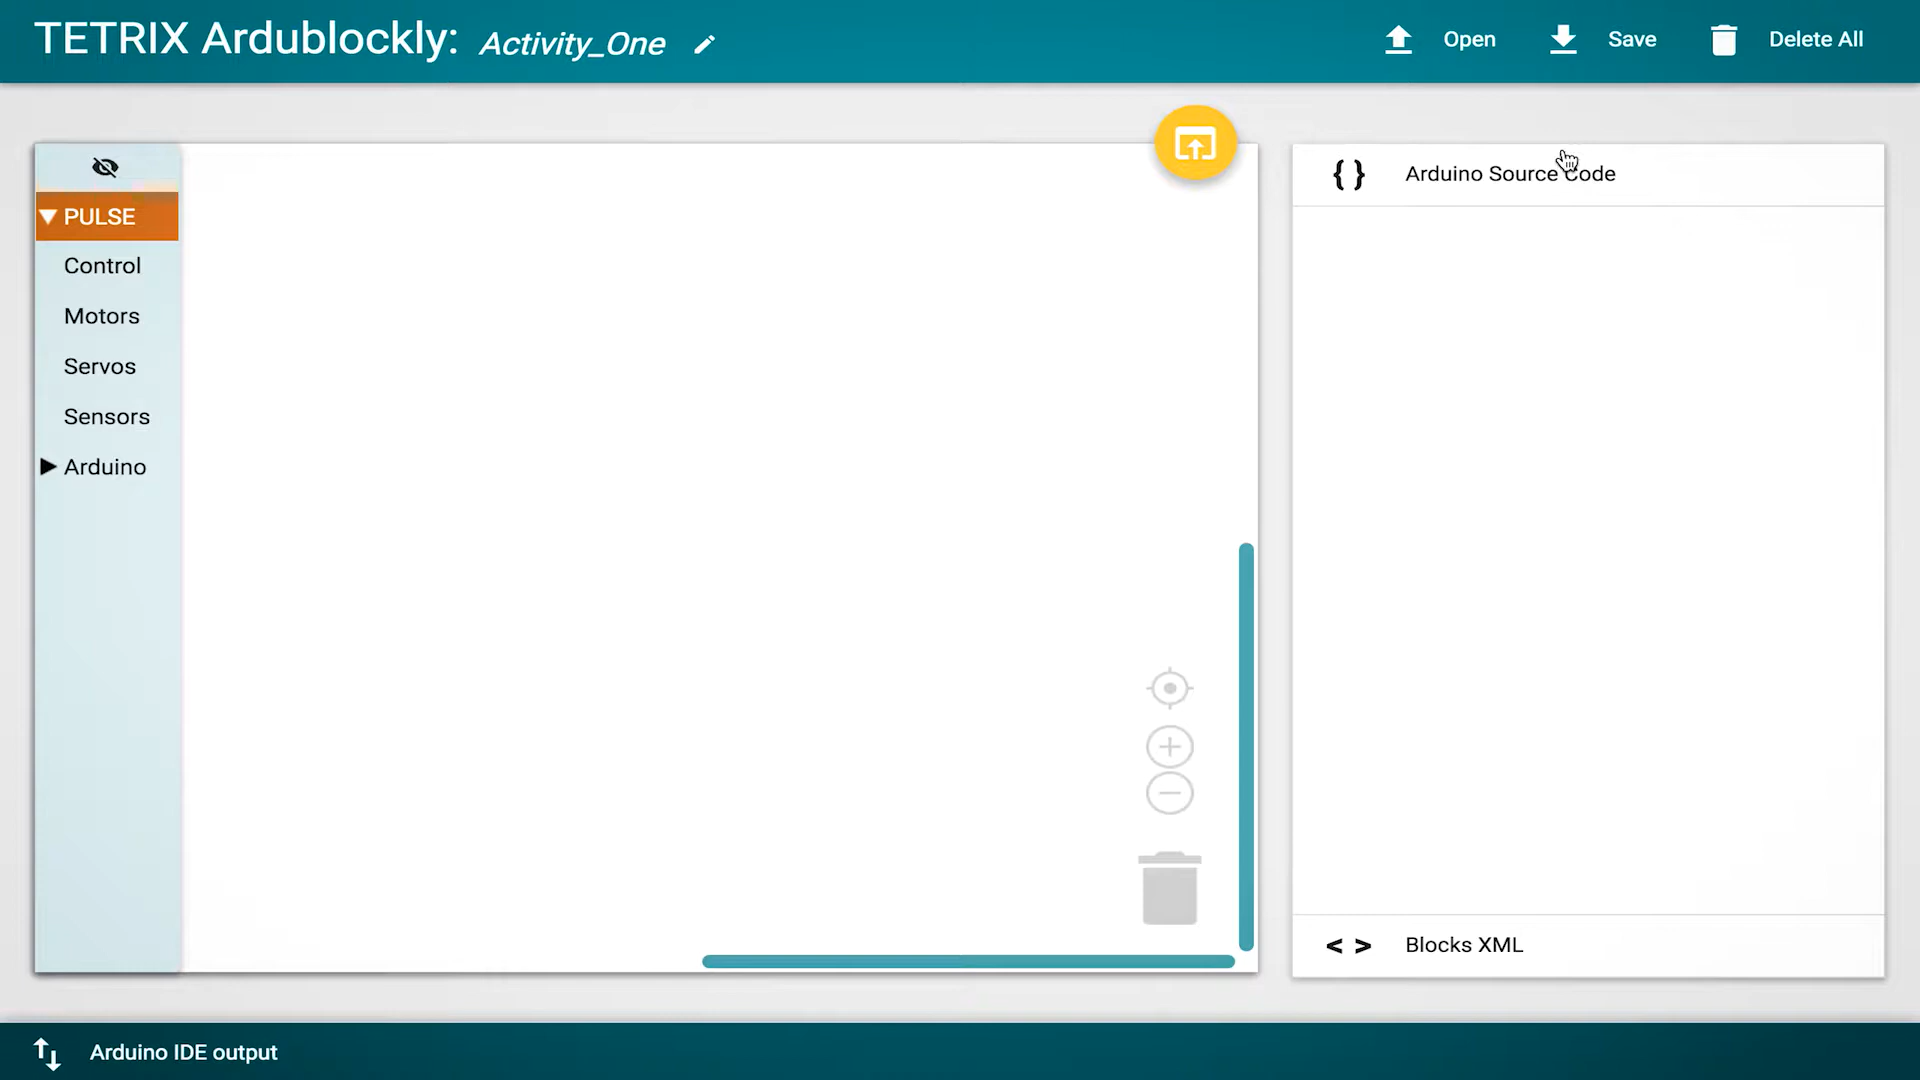 TETRIX Ardublockly: Activity_One
Open
Save
Delete All
PULSE
Control
Motors
Servos
Sensors
Arduino
{ } Arduino Source Code
< > Blocks XML
Arduino IDE output